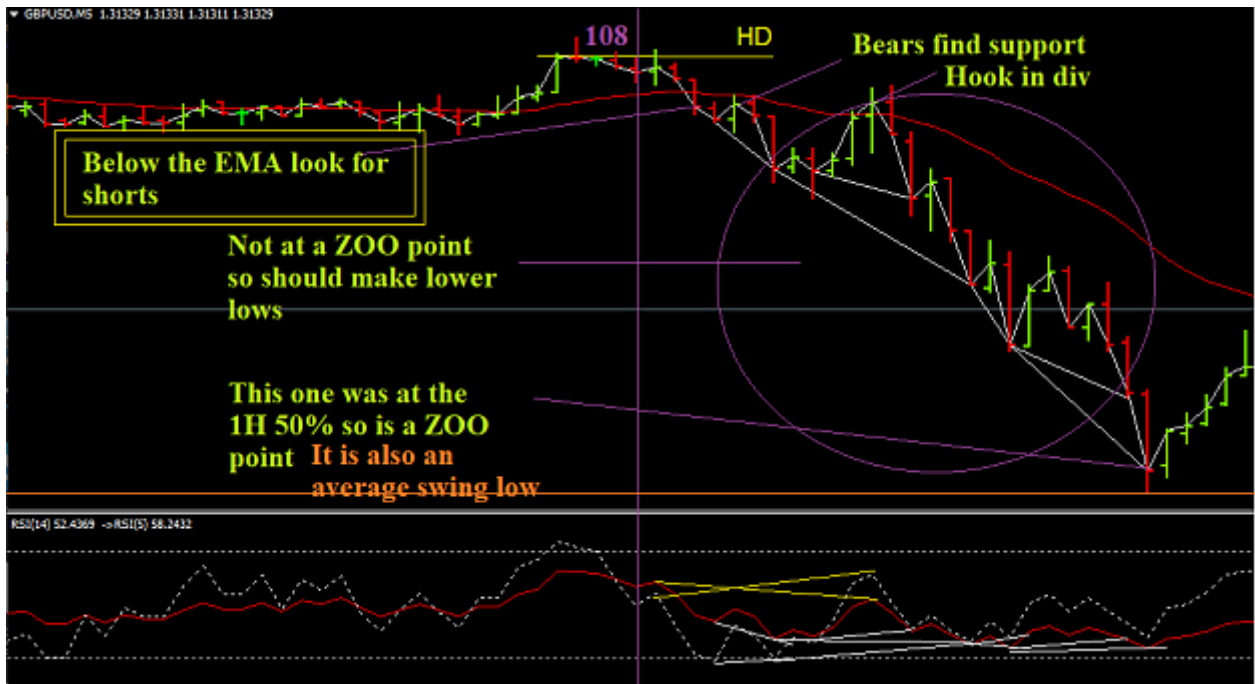 GBPUSD,M5 1.31329 1.31331 1.31311 1.31329
108
HD
Bears find support
Hook in div
Below the EMA look for
shorts
Not at a ZOO point
so should make lower
lows
This one was at the
1H 50% so is a ZOO
point
It is also an
average swing low
RSI(14) 52.4369 ->RSI(5) 58.2432